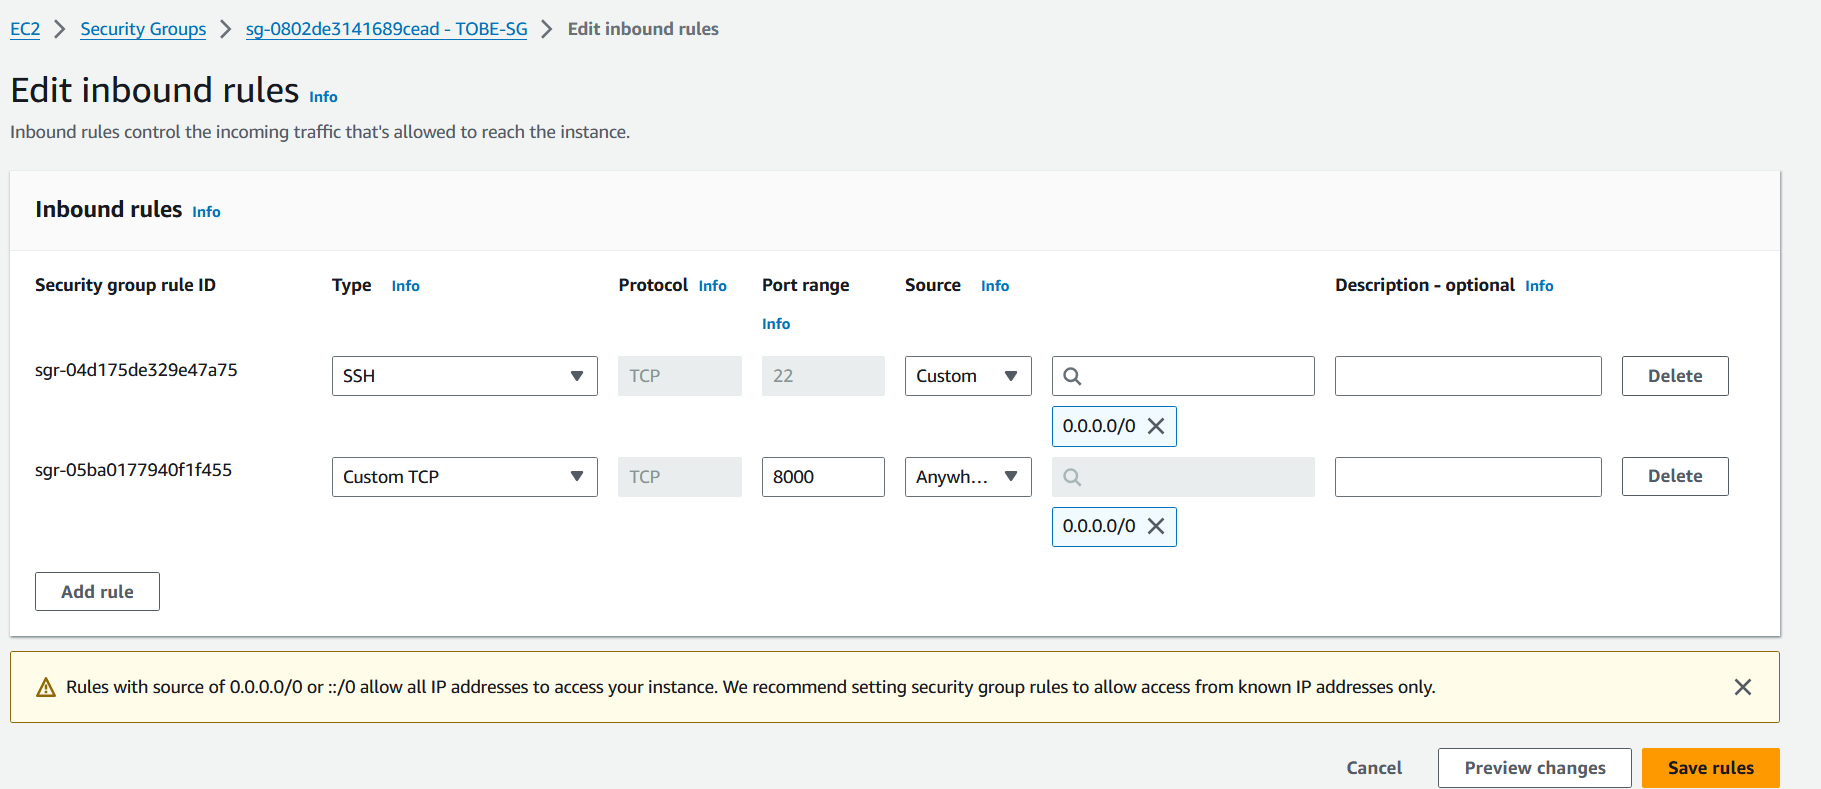 EC2 > Security Groups > sg-0802de3141689cead - TOBE-SG > Edit inbound rules
Edit inbound rules Info
Inbound rules control the incoming traffic that's allowed to reach the instance.
Inbound rules Info
Security group rule ID Type Info Protocol Info Port range Source Info Description - optional Info
Info
sgr-04d175de329e47a75 SSH TCP 22 Custom Delete
0.0.0.0/0
sgr-05ba0177940f1f455 Custom TCP TCP 8000 Anywh... Delete
0.0.0.0/0
Add rule
Rules with source of 0.0.0.0/0 or ::/0 allow all IP addresses to access your instance. We recommend setting security group rules to allow access from known IP addresses only.
Cancel Preview changes Save rules